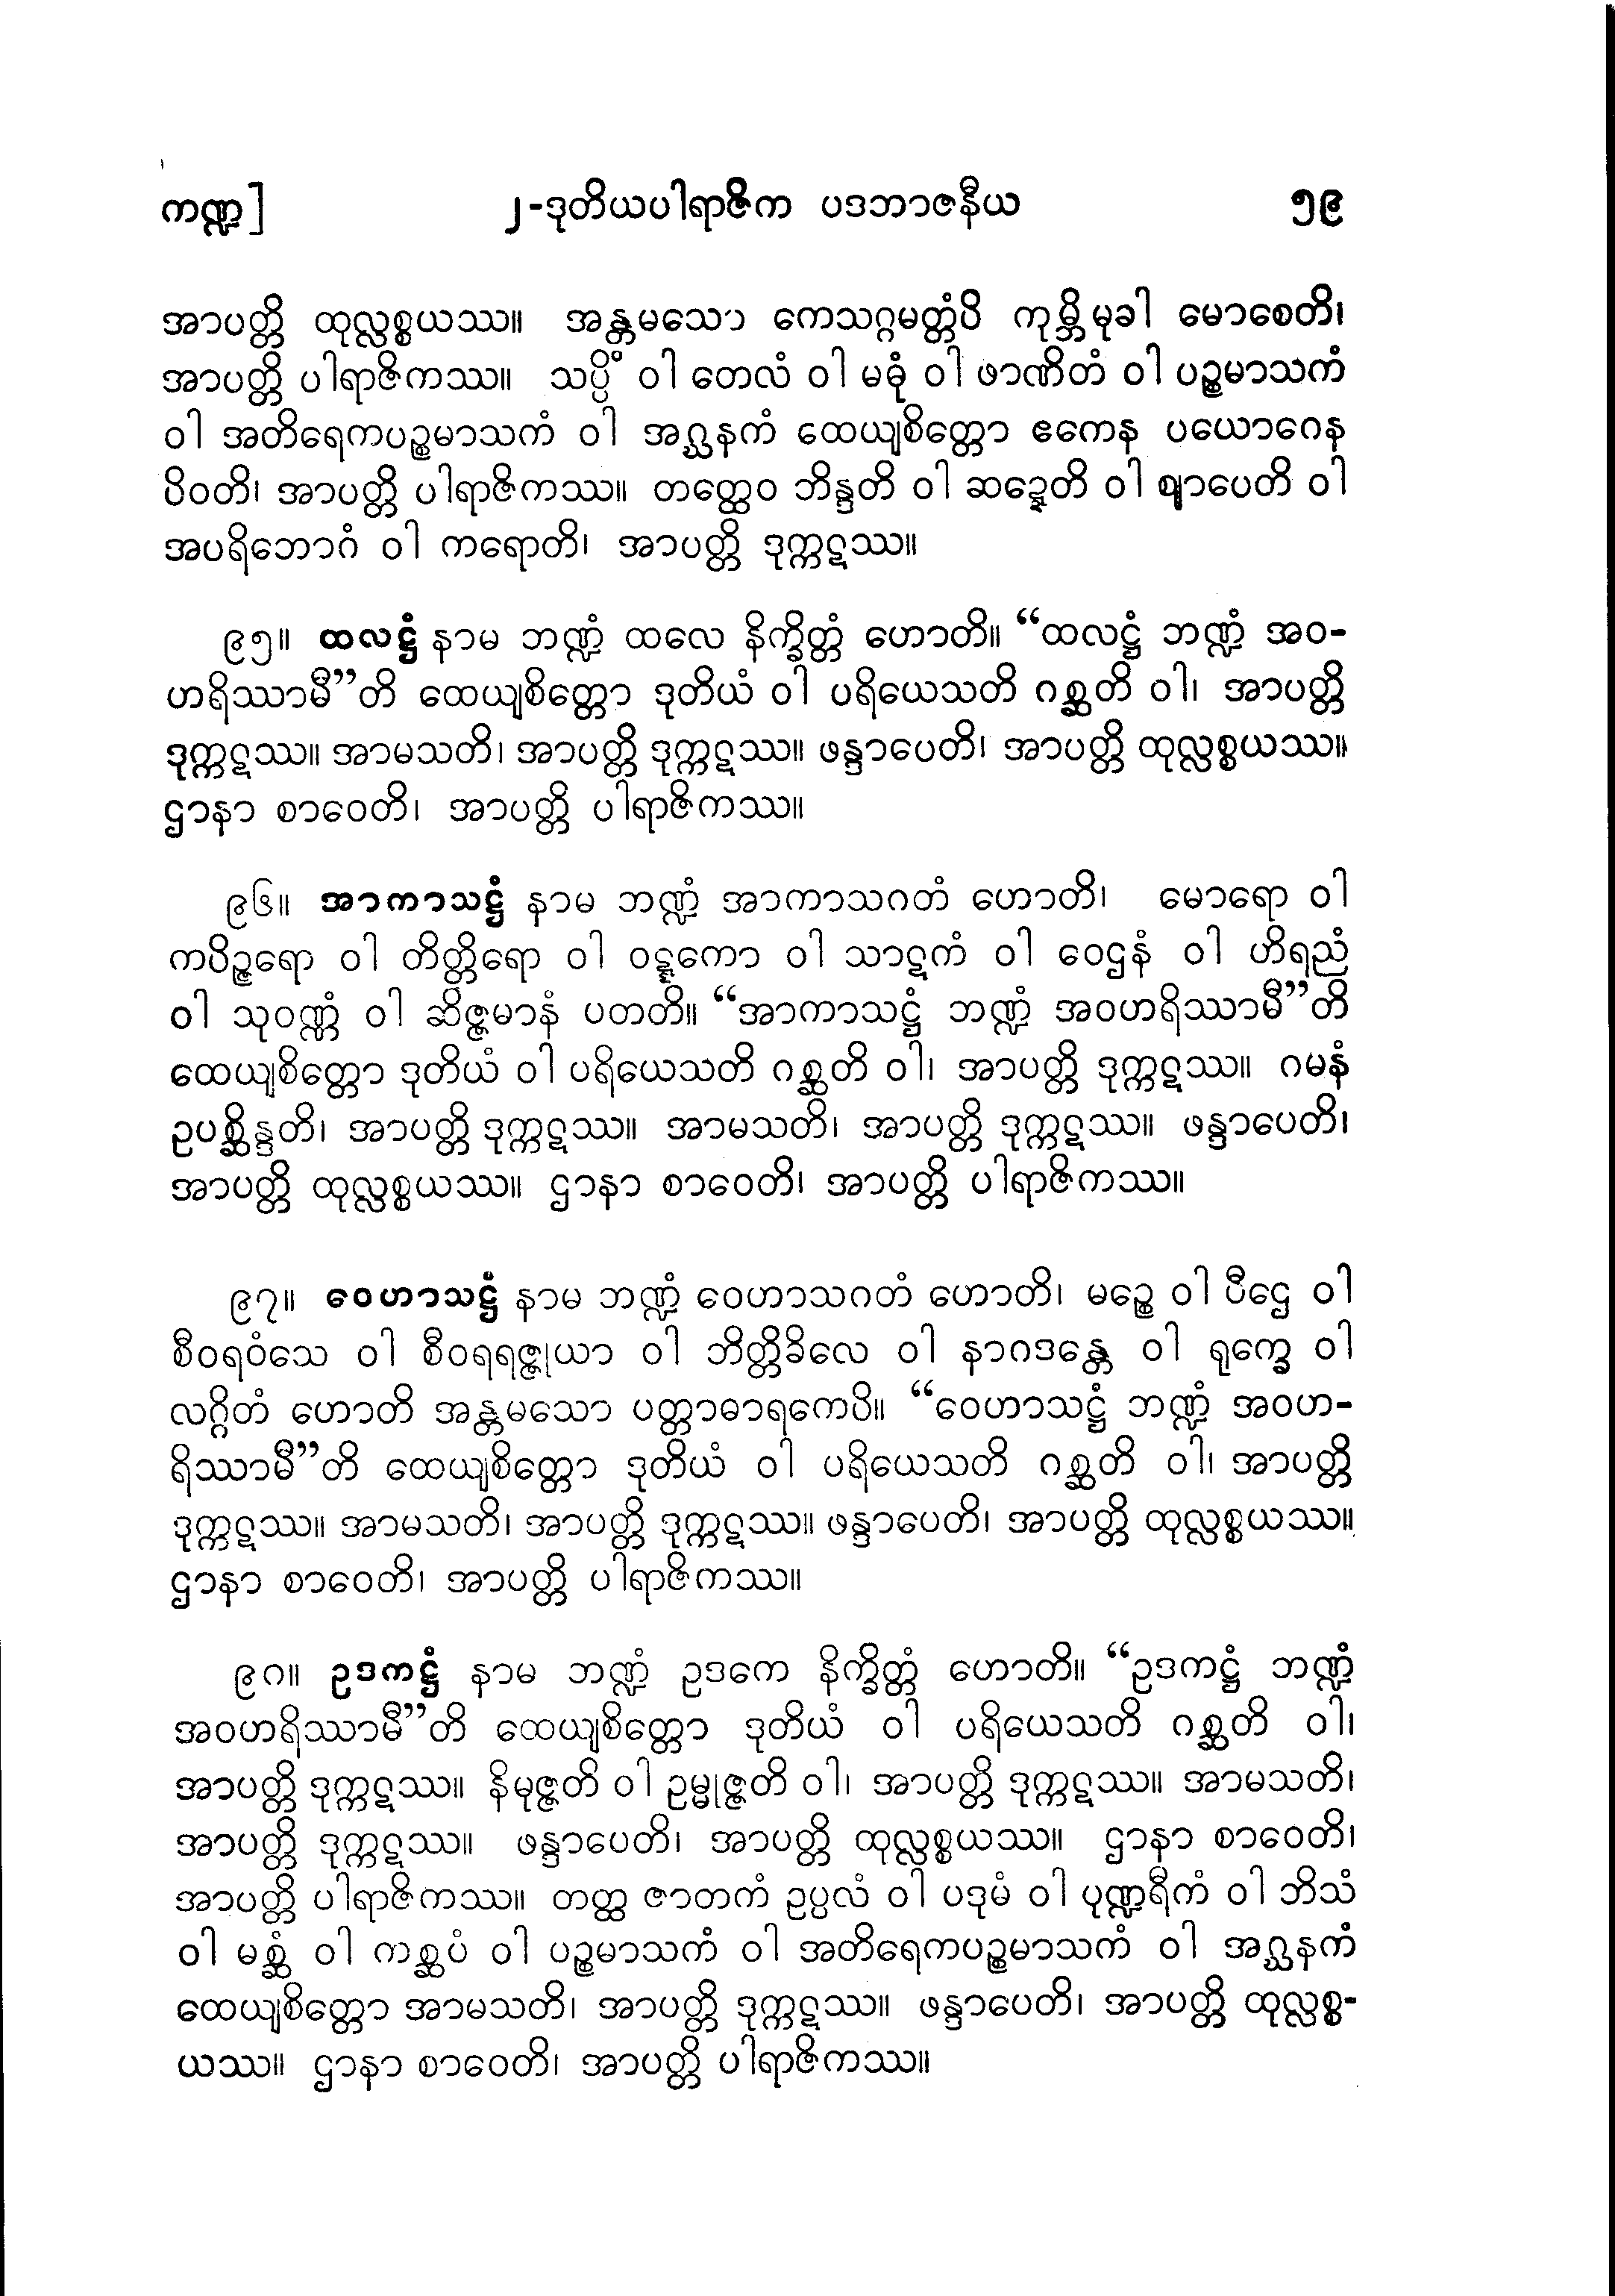 ကဏ္ဍ]	၂-ဒုတိယပါရာဇိက ပဒဘာဇနီယ	၅၉
အာပတ္တိ ထုလ္လစ္စယဿ။ အန္တမသော ကေသဂ္ဂမတ္တံပိ ကုမ္ဘိမုခါ မောစေတိ၊
အာပတ္တိ ပါရာဇိကဿ။ သပ္ပိံ ဝါ တေလံ ဝါ မဓုံ ဝါ ဖာဏိတံ ဝါ ပဉ္စမာသကံ
ဝါ အတိရေကပဉ္စမာသကံ ဝါ အဂ္ဃနကံ ထေယျစိတ္တော ဧကေန ပယောဂေန
ပိဝတိ၊ အာပတ္တိ ပါရာဇိကဿ။ တတ္ထေဝ ဘိန္ဒတိ ဝါ ဆဍ္ဍေတိ ဝါ ဈာပေတိ ဝါ
အပရိဘောဂံ ဝါ ကရောတိ၊ အာပတ္တိ ဒုက္ကဋဿ။
၉၅။ ထလဋ္ဌံ နာမ ဘဏ္ဍံ ထလေ နိက္ခိတ္တံ ဟောတိ။ “ထလဋ္ဌံ ဘဏ္ဍံ အဝ-
ဟရိဿာမီ”တိ ထေယျစိတ္တော ဒုတိယံ ဝါ ပရိယေသတိ ဂစ္ဆတိ ဝါ၊ အာပတ္တိ
ဒုက္ကဋဿ။ အာမသတိ၊ အာပတ္တိ ဒုက္ကဋဿ။ ဖန္ဒာပေတိ၊ အာပတ္တိ ထုလ္လစ္စယဿ။
ဌာနာ စာဝေတိ၊ အာပတ္တိ ပါရာဇိကဿ။
၉၆။ အာကာသဋ္ဌံ နာမ ဘဏ္ဍံ အာကာသဂတံ ဟောတိ၊ မောရော ဝါ
ကပိဉ္ဇရော ဝါ တိတ္တိရော ဝါ ဝဋ္ဋကော ဝါ သာဋကံ ဝါ ဝေဌနံ ဝါ ဟိရညံ
ဝါ သုဝဏ္ဏံ ဝါ ဆိဇ္ဇမာနံ ပတတိ။ “အာကာသဋ္ဌံ ဘဏ္ဍံ အဝဟရိဿာမီ”တိ
ထေယျစိတ္တော ဒုတိယံ ဝါ ပရိယေသတိ ဂစ္ဆတိ ဝါ၊ အာပတ္တိ ဒုက္ကဋဿ။ ဂမနံ
ဥပစ္ဆိန္ဒတိ၊ အာပတ္တိ ဒုက္ကဋဿ။ အာမသတိ၊ အာပတ္တိ ဒုက္ကဋဿ။ ဖန္ဒာပေတိ၊
အာပတ္တိ ထုလ္လစ္စယဿ။ ဌာနာ စာဝေတိ၊ အာပတ္တိ ပါရာဇိကဿ။
၉၇။ ဝေဟာသဋ္ဌံ နာမ ဘဏ္ဍံ ဝေဟာသဂတံ ဟောတိ၊ မဉ္စေ ဝါ ပီဌေ ဝါ
စီဝရဝံသေ ဝါ စီဝရရဇ္ဇုယာ ဝါ ဘိတ္တိခိလေ ဝါ နာဂဒန္တေ ဝါ ရုက္ခေ ဝါ
လဂ္ဂိတံ ဟောတိ အန္တမသော ပတ္တာဓာရကေပိ။ “ဝေဟာသဋ္ဌံ ဘဏ္ဍံ အဝဟ-
ရိဿာမီ”တိ ထေယျစိတ္တော ဒုတိယံ ဝါ ပရိယေသတိ ဂစ္ဆတိ ဝါ၊ အာပတ္တိ
ဒုက္ကဋဿ။ အာမသတိ၊ အာပတ္တိ ဒုက္ကဋဿ။ ဖန္ဒာပေတိ၊ အာပတ္တိ ထုလ္လစ္စယဿ။
ဌာနာ စာဝေတိ၊ အာပတ္တိ ပါရာဇိကဿ။
၉၈။ ဥဒကဋ္ဌံ နာမ ဘဏ္ဍံ ဥဒကေ နိက္ခိတ္တံ ဟောတိ။ “ဥဒကဋ္ဌံ ဘဏ္ဍံ
အဝဟရိဿာမီ”တိ ထေယျစိတ္တော ဒုတိယံ ဝါ ပရိယေသတိ ဂစ္ဆတိ ဝါ၊
အာပတ္တိ ဒုက္ကဋဿ။ နိမုဇ္ဇတိ ဝါ ဥမ္မုဇ္ဇတိ ဝါ၊ အာပတ္တိ ဒုက္ကဋဿ။ အာမသတိ၊
အာပတ္တိ ဒုက္ကဋဿ။ ဖန္ဒာပေတိ၊ အာပတ္တိ ထုလ္လစ္စယဿ။ ဌာနာ စာဝေတိ၊
အာပတ္တိ ပါရာဇိကဿ။ တတ္ထ ဇာတကံ ဥပ္ပလံ ဝါ ပဒုမံ ဝါ ပုဏ္ဍရီကံ ဝါ ဘိသံ
ဝါ မစ္ဆံ ဝါ ကစ္ဆပံ ဝါ ပဉ္စမာသကံ ဝါ အတိရေကပဉ္စမာသကံ ဝါ အဂ္ဃနကံ
ထေယျစိတ္တော အာမသတိ၊ အာပတ္တိ ဒုက္ကဋဿ။ ဖန္ဒာပေတိ၊ အာပတ္တိ ထုလ္လစ္စ-
ယဿ။ ဌာနာ စာဝေတိ၊ အာပတ္တိ ပါရာဇိကဿ။